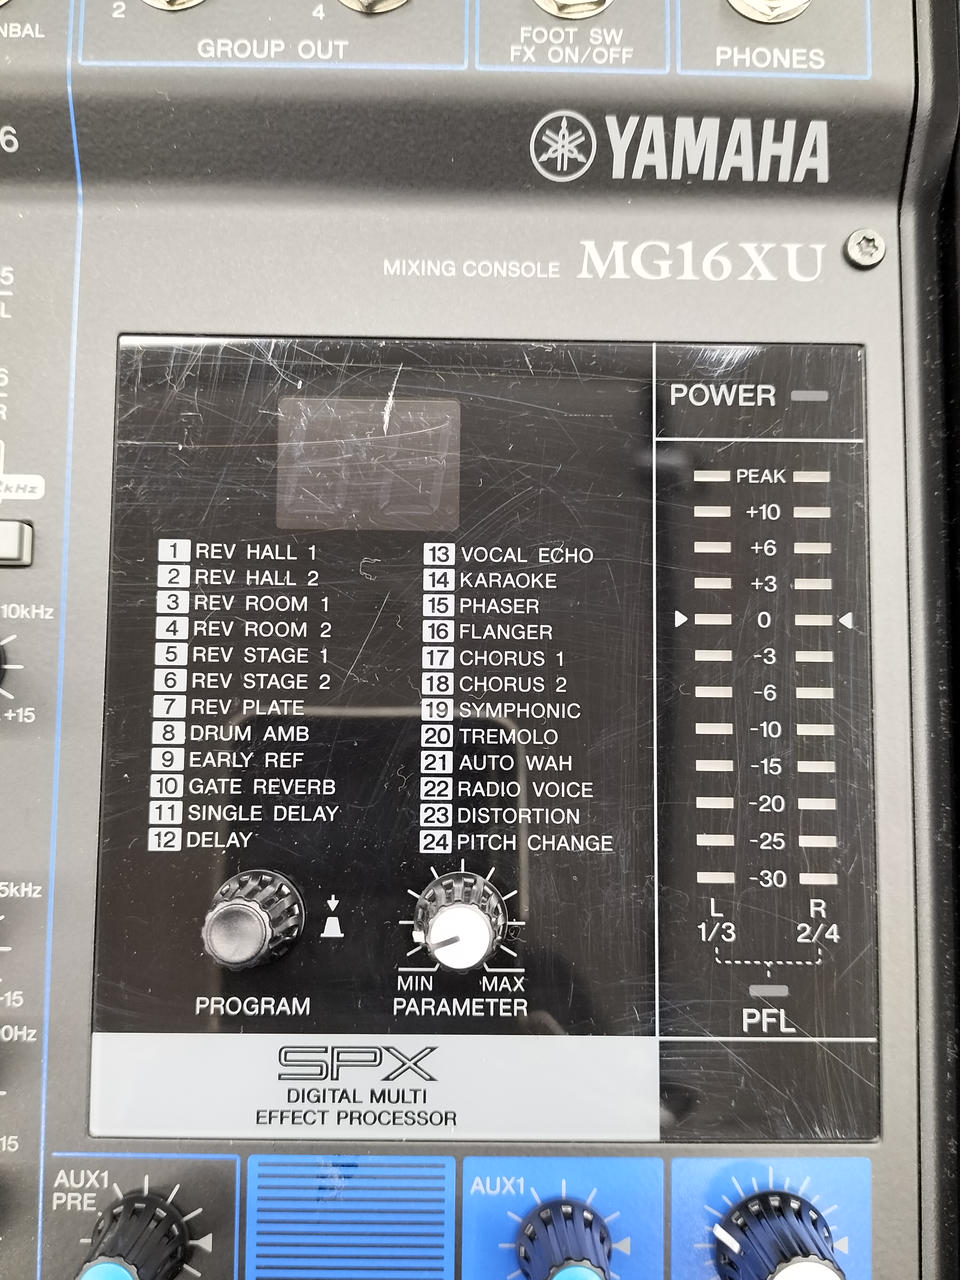 2 4
GROUP OUT
FOOT SW
FX ON/OFF
PHONES
6
YAMAHA
MIXING CONSOLE MG16XU
POWER
PEAK
+10
+6
+3
0
-3
-6
-10
-15
-20
-25
-30
L R
1/3 2/4
PFL
1 REV HALL 1
2 REV HALL 2
3 REV ROOM 1
4 REV ROOM 2
5 REV STAGE 1
6 REV STAGE 2
7 REV PLATE
8 DRUM AMB
9 EARLY REF
10 GATE REVERB
11 SINGLE DELAY
12 DELAY
13 VOCAL ECHO
14 KARAOKE
15 PHASER
16 FLANGER
17 CHORUS 1
18 CHORUS 2
19 SYMPHONIC
20 TREMOLO
21 AUTO WAH
22 RADIO VOICE
23 DISTORTION
24 PITCH CHANGE
PROGRAM
MIN MAX
PARAMETER
SPX
DIGITAL MULTI
EFFECT PROCESSOR
10kHz
+15
5kHz
-15
15
AUX1
PRE
AUX1